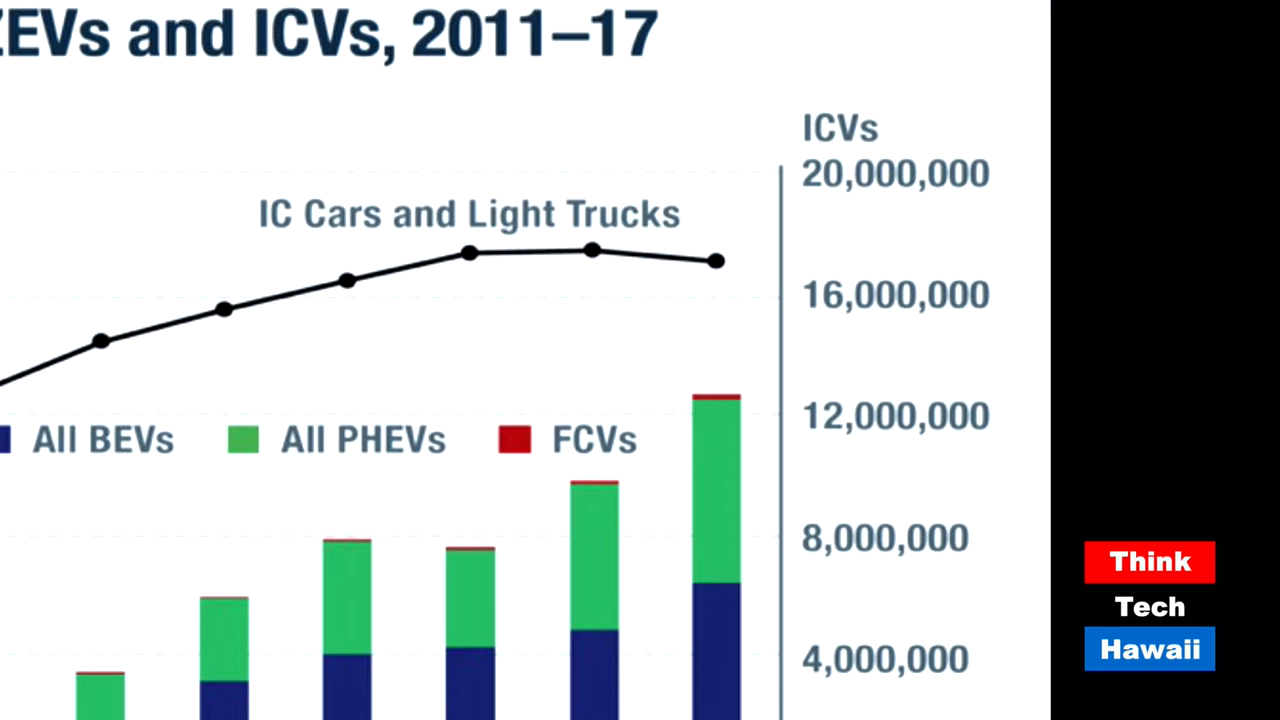 ZEVs and ICVs, 2011–17
ICVs
20,000,000
IC Cars and Light Trucks
16,000,000
12,000,000
All BEVs All PHEVs FCVs
8,000,000
Think
Tech
Hawaii
4,000,000